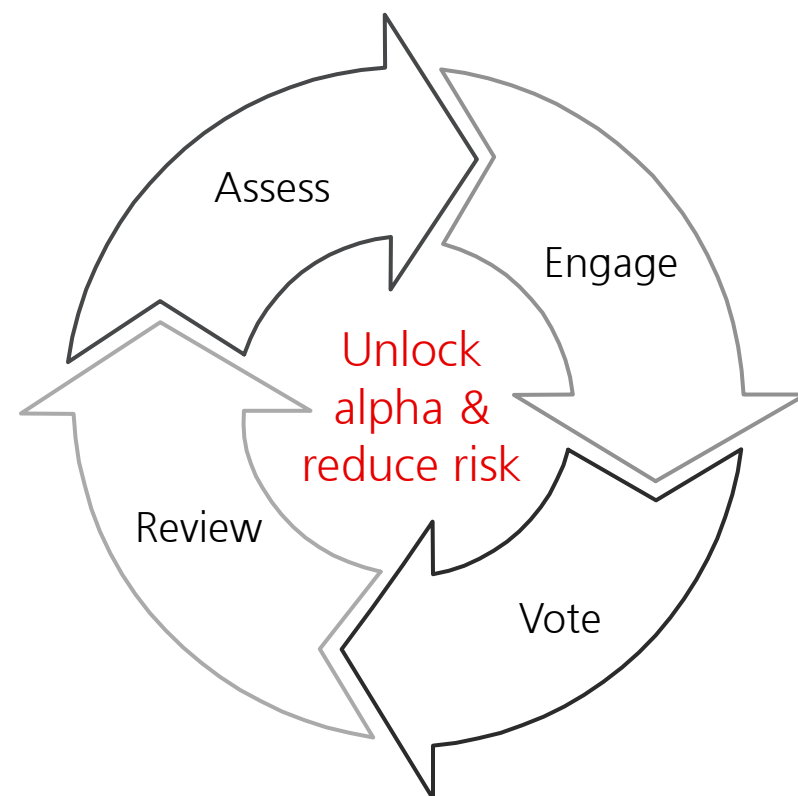 Assess
Engage
Unlock
alpha &
reduce risk
Review
Vote